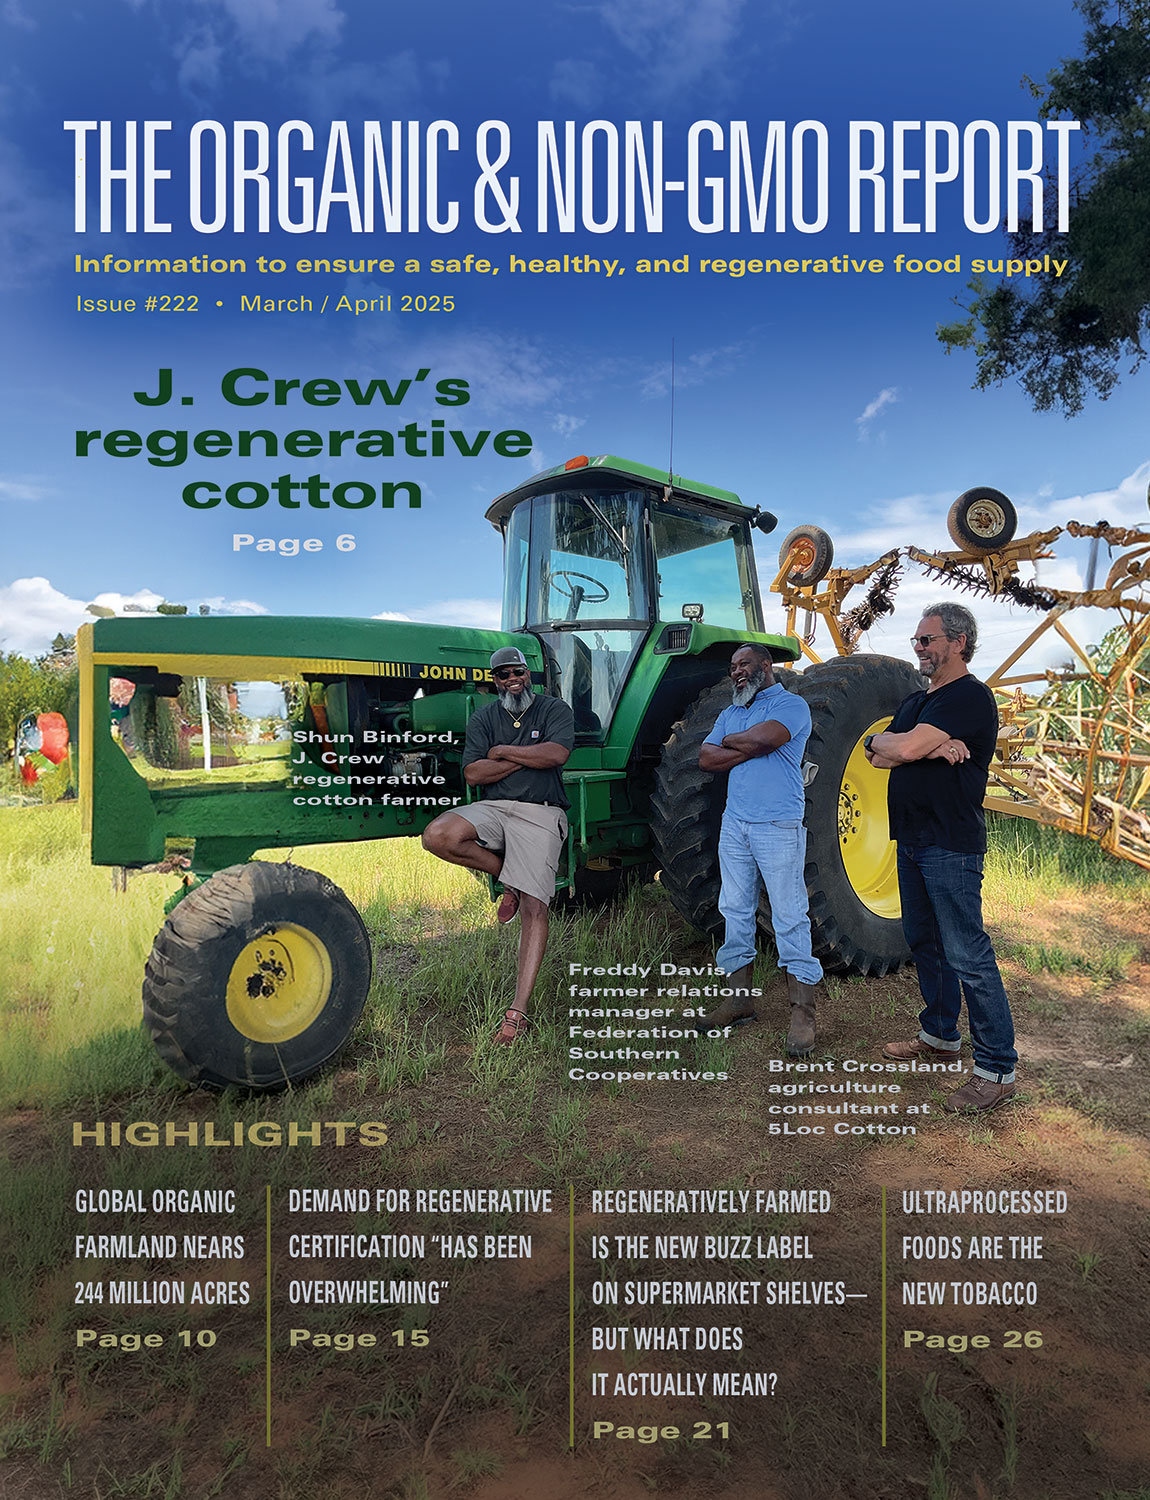 THE ORGANIC & NON-GMO REPORT
Information to ensure a safe, healthy, and regenerative food supply
Issue #222 • March / April 2025
J. Crew’s
regenerative
cotton
Page 6
JOHN DE
Shun Binford,
J. Crew
regenerative
cotton farmer
Freddy Davis,
farmer relations
manager at
Federation of
Southern
Cooperatives
Brent Crossland,
agriculture
consultant at
5Loc Cotton
HIGHLIGHTS
GLOBAL ORGANIC
FARMLAND NEARS
244 MILLION ACRES
Page 10
DEMAND FOR REGENERATIVE
CERTIFICATION “HAS BEEN
OVERWHELMING”
Page 15
REGENERATIVELY FARMED
IS THE NEW BUZZ LABEL
ON SUPERMARKET SHELVES—
BUT WHAT DOES
IT ACTUALLY MEAN?
Page 21
ULTRAPROCESSED
FOODS ARE THE
NEW TOBACCO
Page 26